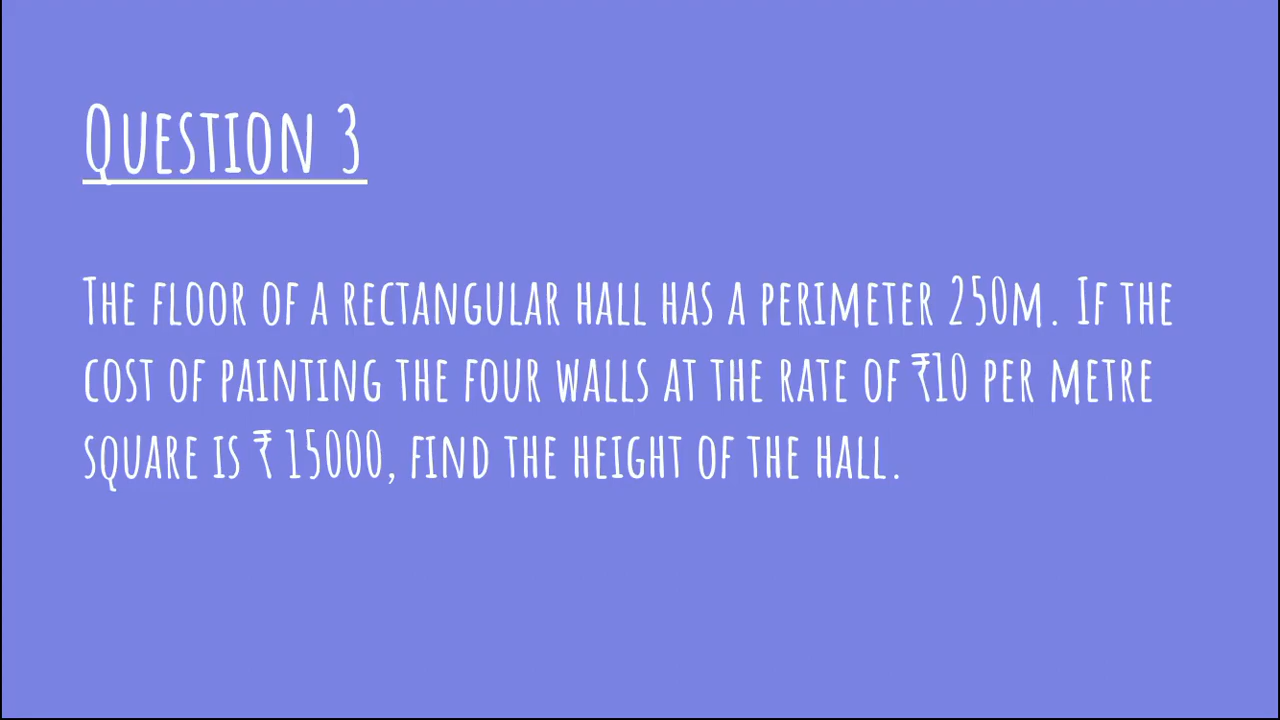 Question 3
The floor of a rectangular hall has a perimeter 250m. If the
cost of painting the four walls at the rate of ₹10 per metre
square is ₹ 15000, find the height of the hall.